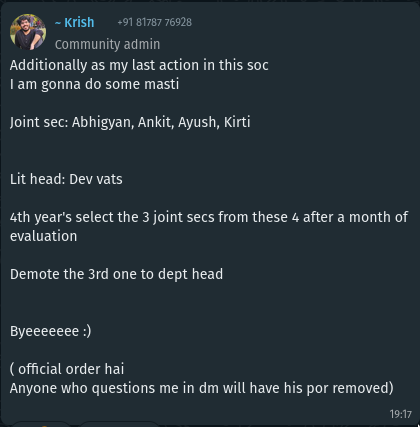 ~ Krish +91 81787 76928
Community admin
Additionally as my last action in this soc
I am gonna do some masti
Joint sec: Abhigyan, Ankit, Ayush, Kirti
Lit head: Dev vats
4th year's select the 3 joint secs from these 4 after a month of
evaluation
Demote the 3rd one to dept head
Byeeeeeee :)
( official order hai
Anyone who questions me in dm will have his por removed)
19:17